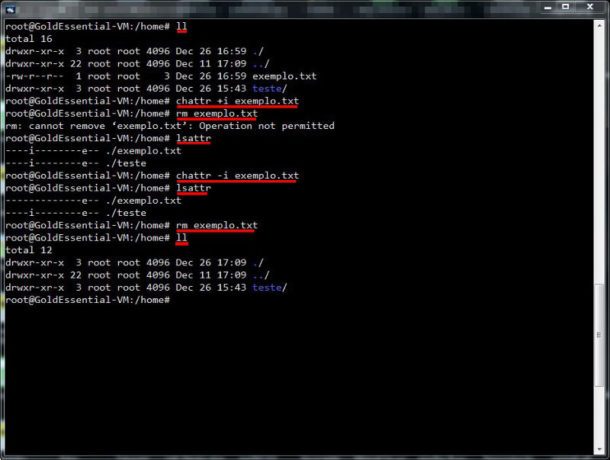 root@GoldEssential-VM:/home# ll
total 16
drwxr-xr-x  3 root root 4096 Dec 26 16:59 ./
drwxr-xr-x 22 root root 4096 Dec 11 17:09 ../
-rw-r--r--  1 root root    3 Dec 26 16:59 exemplo.txt
drwxr-xr-x  3 root root 4096 Dec 26 15:43 teste/
root@GoldEssential-VM:/home# chattr +i exemplo.txt
root@GoldEssential-VM:/home# rm exemplo.txt
rm: cannot remove ‘exemplo.txt’: Operation not permitted
root@GoldEssential-VM:/home# lsattr
----i--------e-- ./exemplo.txt
----i--------e-- ./teste
root@GoldEssential-VM:/home# chattr -i exemplo.txt
root@GoldEssential-VM:/home# lsattr
-------------e-- ./exemplo.txt
----i--------e-- ./teste
root@GoldEssential-VM:/home# rm exemplo.txt
root@GoldEssential-VM:/home# ll
total 12
drwxr-xr-x  3 root root 4096 Dec 26 17:09 ./
drwxr-xr-x 22 root root 4096 Dec 11 17:09 ../
drwxr-xr-x  3 root root 4096 Dec 26 15:43 teste/
root@GoldEssential-VM:/home#